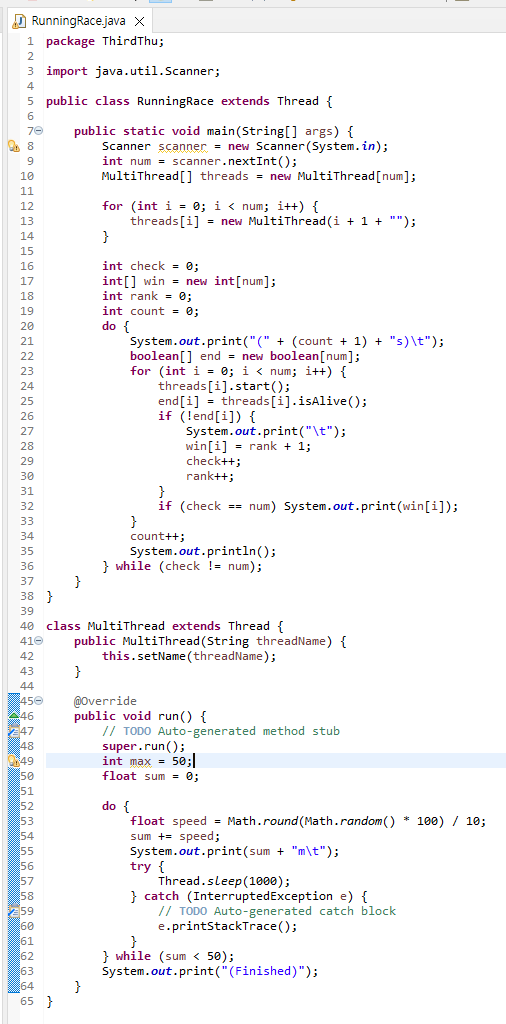 RunningRace.java
1 package ThirdThu;
2
3 import java.util.Scanner;
4
5 public class RunningRace extends Thread {
6
7 public static void main(String[] args) {
8 Scanner scanner = new Scanner(System.in);
9 int num = scanner.nextInt();
10 MultiThread[] threads = new MultiThread[num];
11
12 for (int i = 0; i < num; i++) {
13 threads[i] = new MultiThread(i + 1 + "");
14 }
15
16 int check = 0;
17 int[] win = new int[num];
18 int rank = 0;
19 int count = 0;
20 do {
21 System.out.print("(" + (count + 1) + "s)\t");
22 boolean[] end = new boolean[num];
23 for (int i = 0; i < num; i++) {
24 threads[i].start();
25 end[i] = threads[i].isAlive();
26 if (!end[i]) {
27 System.out.print("\t");
28 win[i] = rank + 1;
29 check++;
30 rank++;
31 }
32 if (check == num) System.out.print(win[i]);
33 }
34 count++;
35 System.out.println();
36 } while (check != num);
37 }
38 }
39
40 class MultiThread extends Thread {
41 public MultiThread(String threadName) {
42 this.setName(threadName);
43 }
44
45 @Override
46 public void run() {
47 // TODO Auto-generated method stub
48 super.run();
49 int max = 50;
50 float sum = 0;
51
52 do {
53 float speed = Math.round(Math.random() * 100) / 10;
54 sum += speed;
55 System.out.print(sum + "m\t");
56 try {
57 Thread.sleep(1000);
58 } catch (InterruptedException e) {
59 // TODO Auto-generated catch block
60 e.printStackTrace();
61 }
62 } while (sum < 50);
63 System.out.print("(Finished)");
64 }
65 }